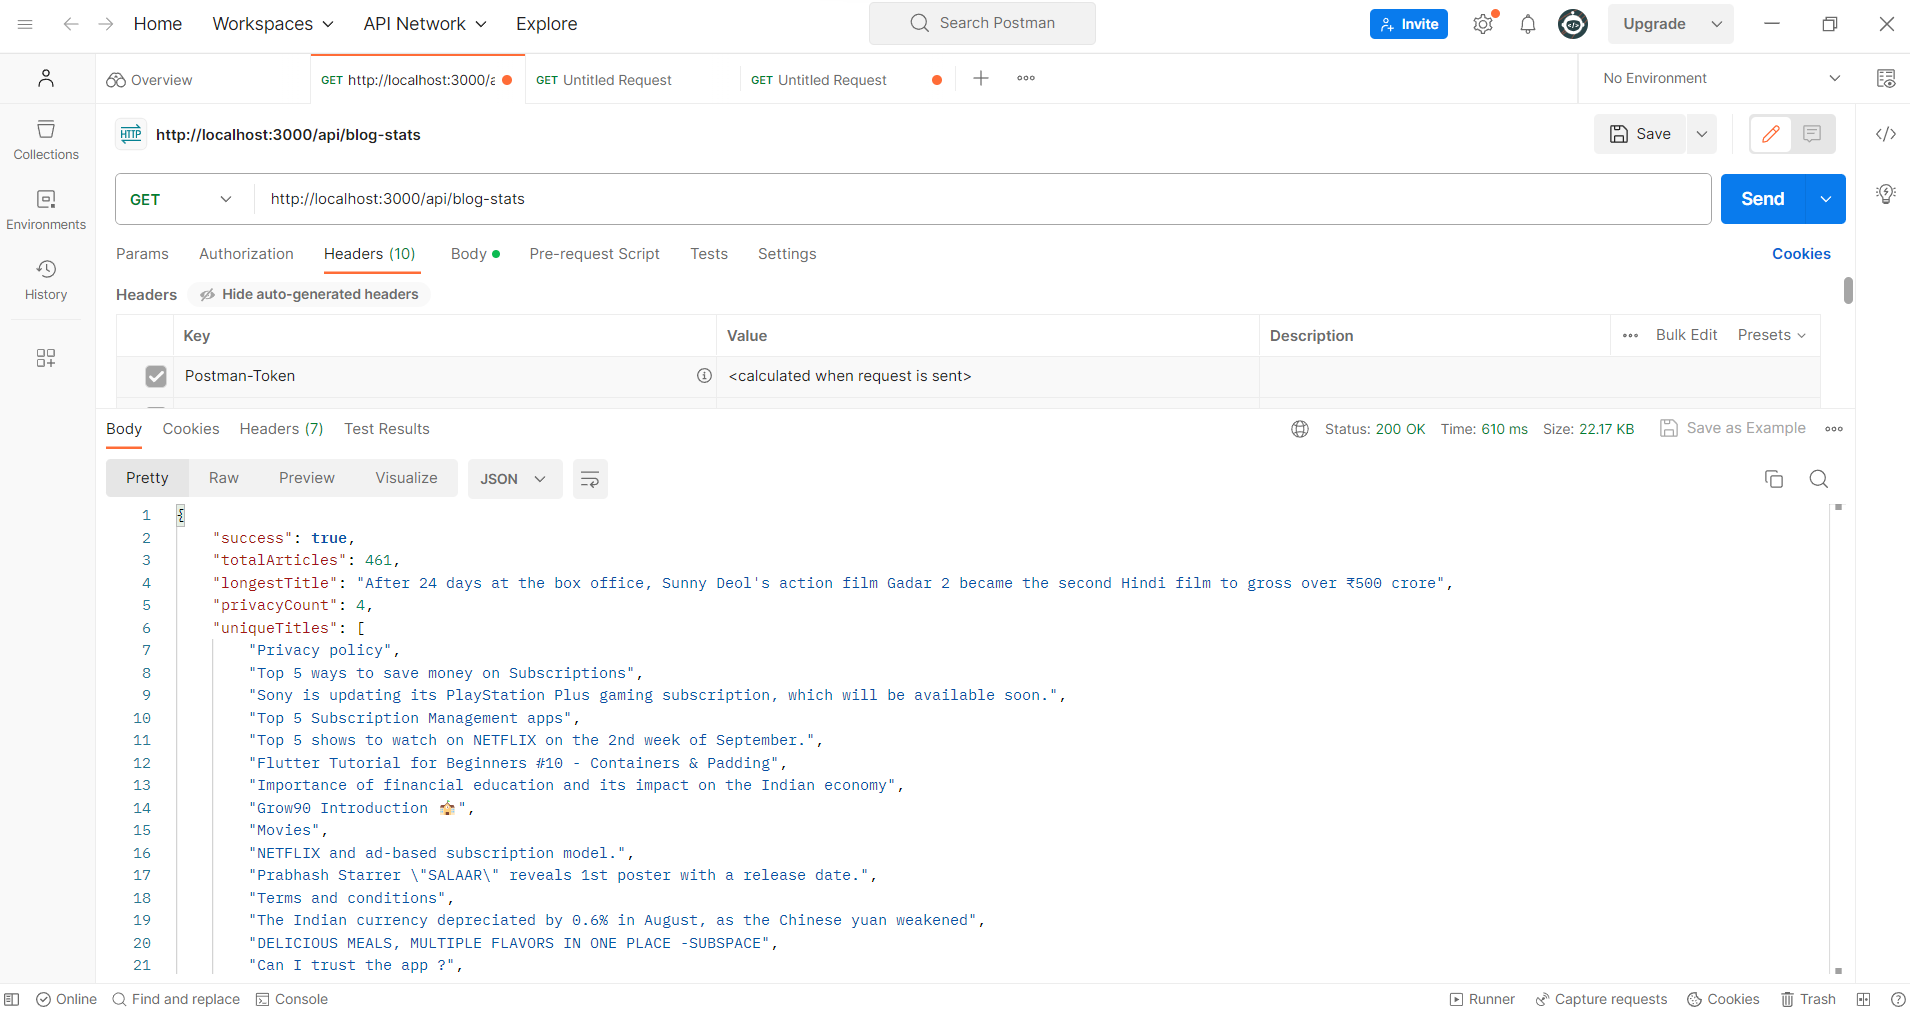 Home Workspaces API Network Explore Search Postman Invite Upgrade
Overview GET http://localhost:3000/a GET Untitled Request GET Untitled Request No Environment
HTTP http://localhost:3000/api/blog-stats Save
Collections
Environments
History
GET http://localhost:3000/api/blog-stats Send
Params Authorization Headers (10) Body Pre-request Script Tests Settings Cookies
Headers Hide auto-generated headers
Key Value Description Bulk Edit Presets
Postman-Token <calculated when request is sent>
Body Cookies Headers (7) Test Results Status: 200 OK Time: 610 ms Size: 22.17 KB Save as Example
Pretty Raw Preview Visualize JSON
1 {
2 "success": true,
3 "totalArticles": 461,
4 "longestTitle": "After 24 days at the box office, Sunny Deol's action film Gadar 2 became the second Hindi film to gross over ₹500 crore",
5 "privacyCount": 4,
6 "uniqueTitles": [
7 "Privacy policy",
8 "Top 5 ways to save money on Subscriptions",
9 "Sony is updating its PlayStation Plus gaming subscription, which will be available soon.",
10 "Top 5 Subscription Management apps",
11 "Top 5 shows to watch on NETFLIX on the 2nd week of September.",
12 "Flutter Tutorial for Beginners #10 - Containers & Padding",
13 "Importance of financial education and its impact on the Indian economy",
14 "Grow90 Introduction 🏫",
15 "Movies",
16 "NETFLIX and ad-based subscription model.",
17 "Prabhash Starrer \"SALAAR\" reveals 1st poster with a release date.",
18 "Terms and conditions",
19 "The Indian currency depreciated by 0.6% in August, as the Chinese yuan weakened",
20 "DELICIOUS MEALS, MULTIPLE FLAVORS IN ONE PLACE -SUBSPACE",
21 "Can I trust the app ?",
Online Find and replace Console Runner Capture requests Cookies Trash